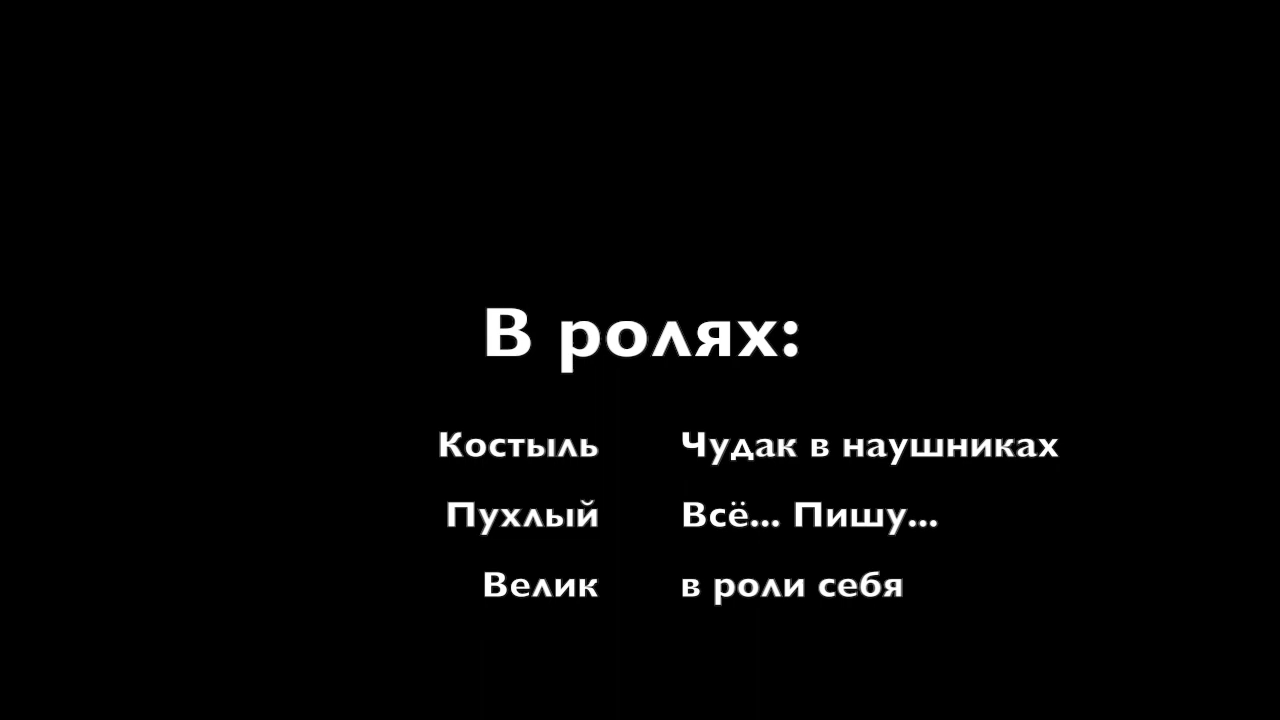 В ролях:
Костыль Чудак в наушниках
Пухлый Всё... Пишу...
Велик в роли себя